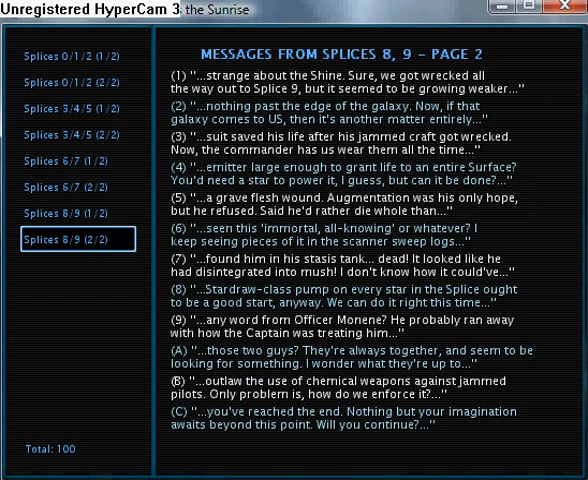 Unregistered HyperCam 3 the Sunrise
MESSAGES FROM SPLICES 8, 9 - PAGE 2
Splices 0/1/2 (1/2)
Splices 0/1/2 (2/2)
Splices 3/4/5 (1/2)
Splices 3/4/5 (2/2)
Splices 6/7 (1/2)
Splices 6/7 (2/2)
Splices 8/9 (1/2)
Splices 8/9 (2/2)
Total: 100
(1) "...strange about the Shine. Sure, we got wrecked all
the way out to Splice 9, but it seemed to be growing weaker..."
(2) "...nothing past the edge of the galaxy. Now, if that
galaxy comes to US, then it's another matter entirely..."
(3) "...suit saved his life after his jammed craft got wrecked.
Now, the commander has us wear them all the time..."
(4) "...emitter large enough to grant life to an entire Surface?
You'd need a star to power it, I guess, but can it be done?..."
(5) "...a grave flesh wound. Augmentation was his only hope,
but he refused. Said he'd rather die whole than..."
(6) "...seen this 'immortal, all-knowing' or whatever? I
keep seeing pieces of it in the scanner sweep logs..."
(7) "...found him in his stasis tank... dead! It looked like he
had disintegrated into mush! I don't know how it could've..."
(8) "...Stardraw-class pump on every star in the Splice ought
to be a good start, anyway. We can do it right this time..."
(9) "...any word from Officer Monene? He probably ran away
with how the Captain was treating him..."
(A) "...those two guys? They're always together, and seem to be
looking for something. I wonder what they're up to..."
(B) "...outlaw the use of chemical weapons against jammed
pilots. Only problem is, how do we enforce it?..."
(C) "...you've reached the end. Nothing but your imagination
awaits beyond this point. Will you continue?..."